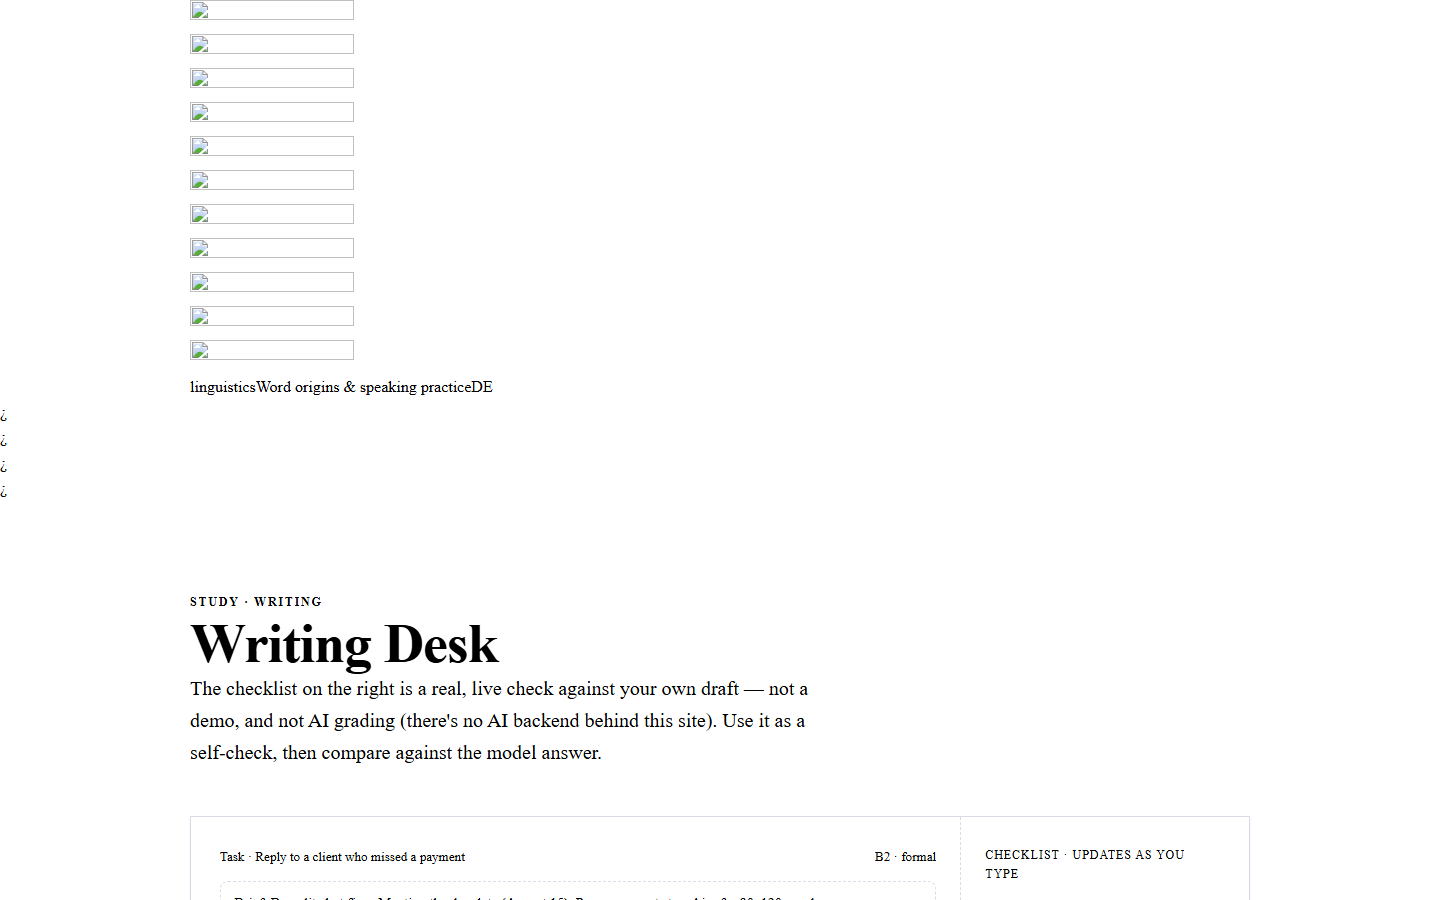 linguisticsWord origins & speaking practiceDE
¿
¿
¿
¿
STUDY · WRITING
Writing Desk
The checklist on the right is a real, live check against your own draft — not a
demo, and not AI grading (there's no AI backend behind this site). Use it as a
self-check, then compare against the model answer.
Task · Reply to a client who missed a payment
B2 · formal
CHECKLIST · UPDATES AS YOU
TYPE